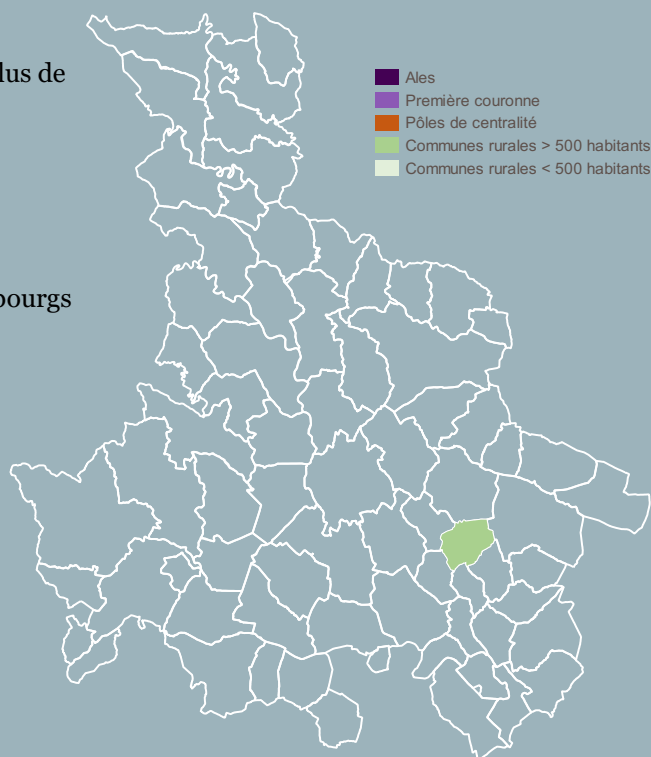 lus de
Ales
Première couronne
Pôles de centralité
Communes rurales > 500 habitants
Communes rurales < 500 habitants
bourgs